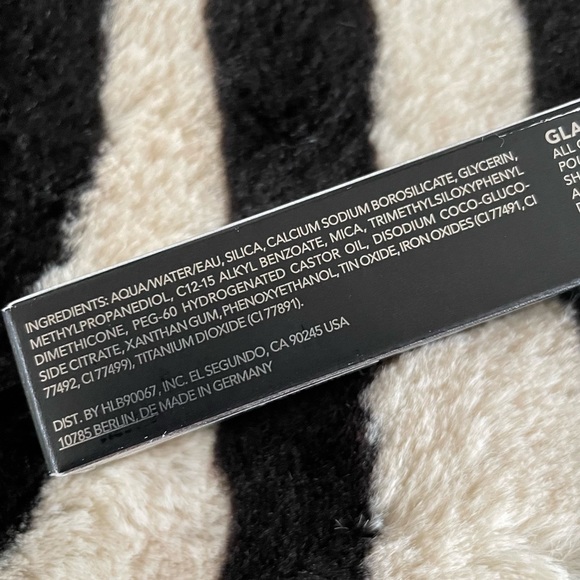 INGREDIENTS: AQUA/WATER/EAU, SILICA, CALCIUM SODIUM BOROSILICATE, GLYCERIN,
METHYLPROPANEDIOL, C12-15 ALKYL BENZOATE, MICA, TRIMETHYLSILOXYPHENYL
DIMETHICONE, PEG-60 HYDROGENATED CASTOR OIL, DISODIUM COCO-GLUCO-
SIDE CITRATE, XANTHAN GUM, PHENOXYETHANOL, TIN OXIDE, IRON OXIDES (CI 77491, CI
77492, CI 77499), TITANIUM DIOXIDE (CI 77891).
DIST. BY HLB90067, INC. EL SEGUNDO, CA 90245 USA
10785 BERLIN, DE MADE IN GERMANY
GLA
ALL
POU
SH